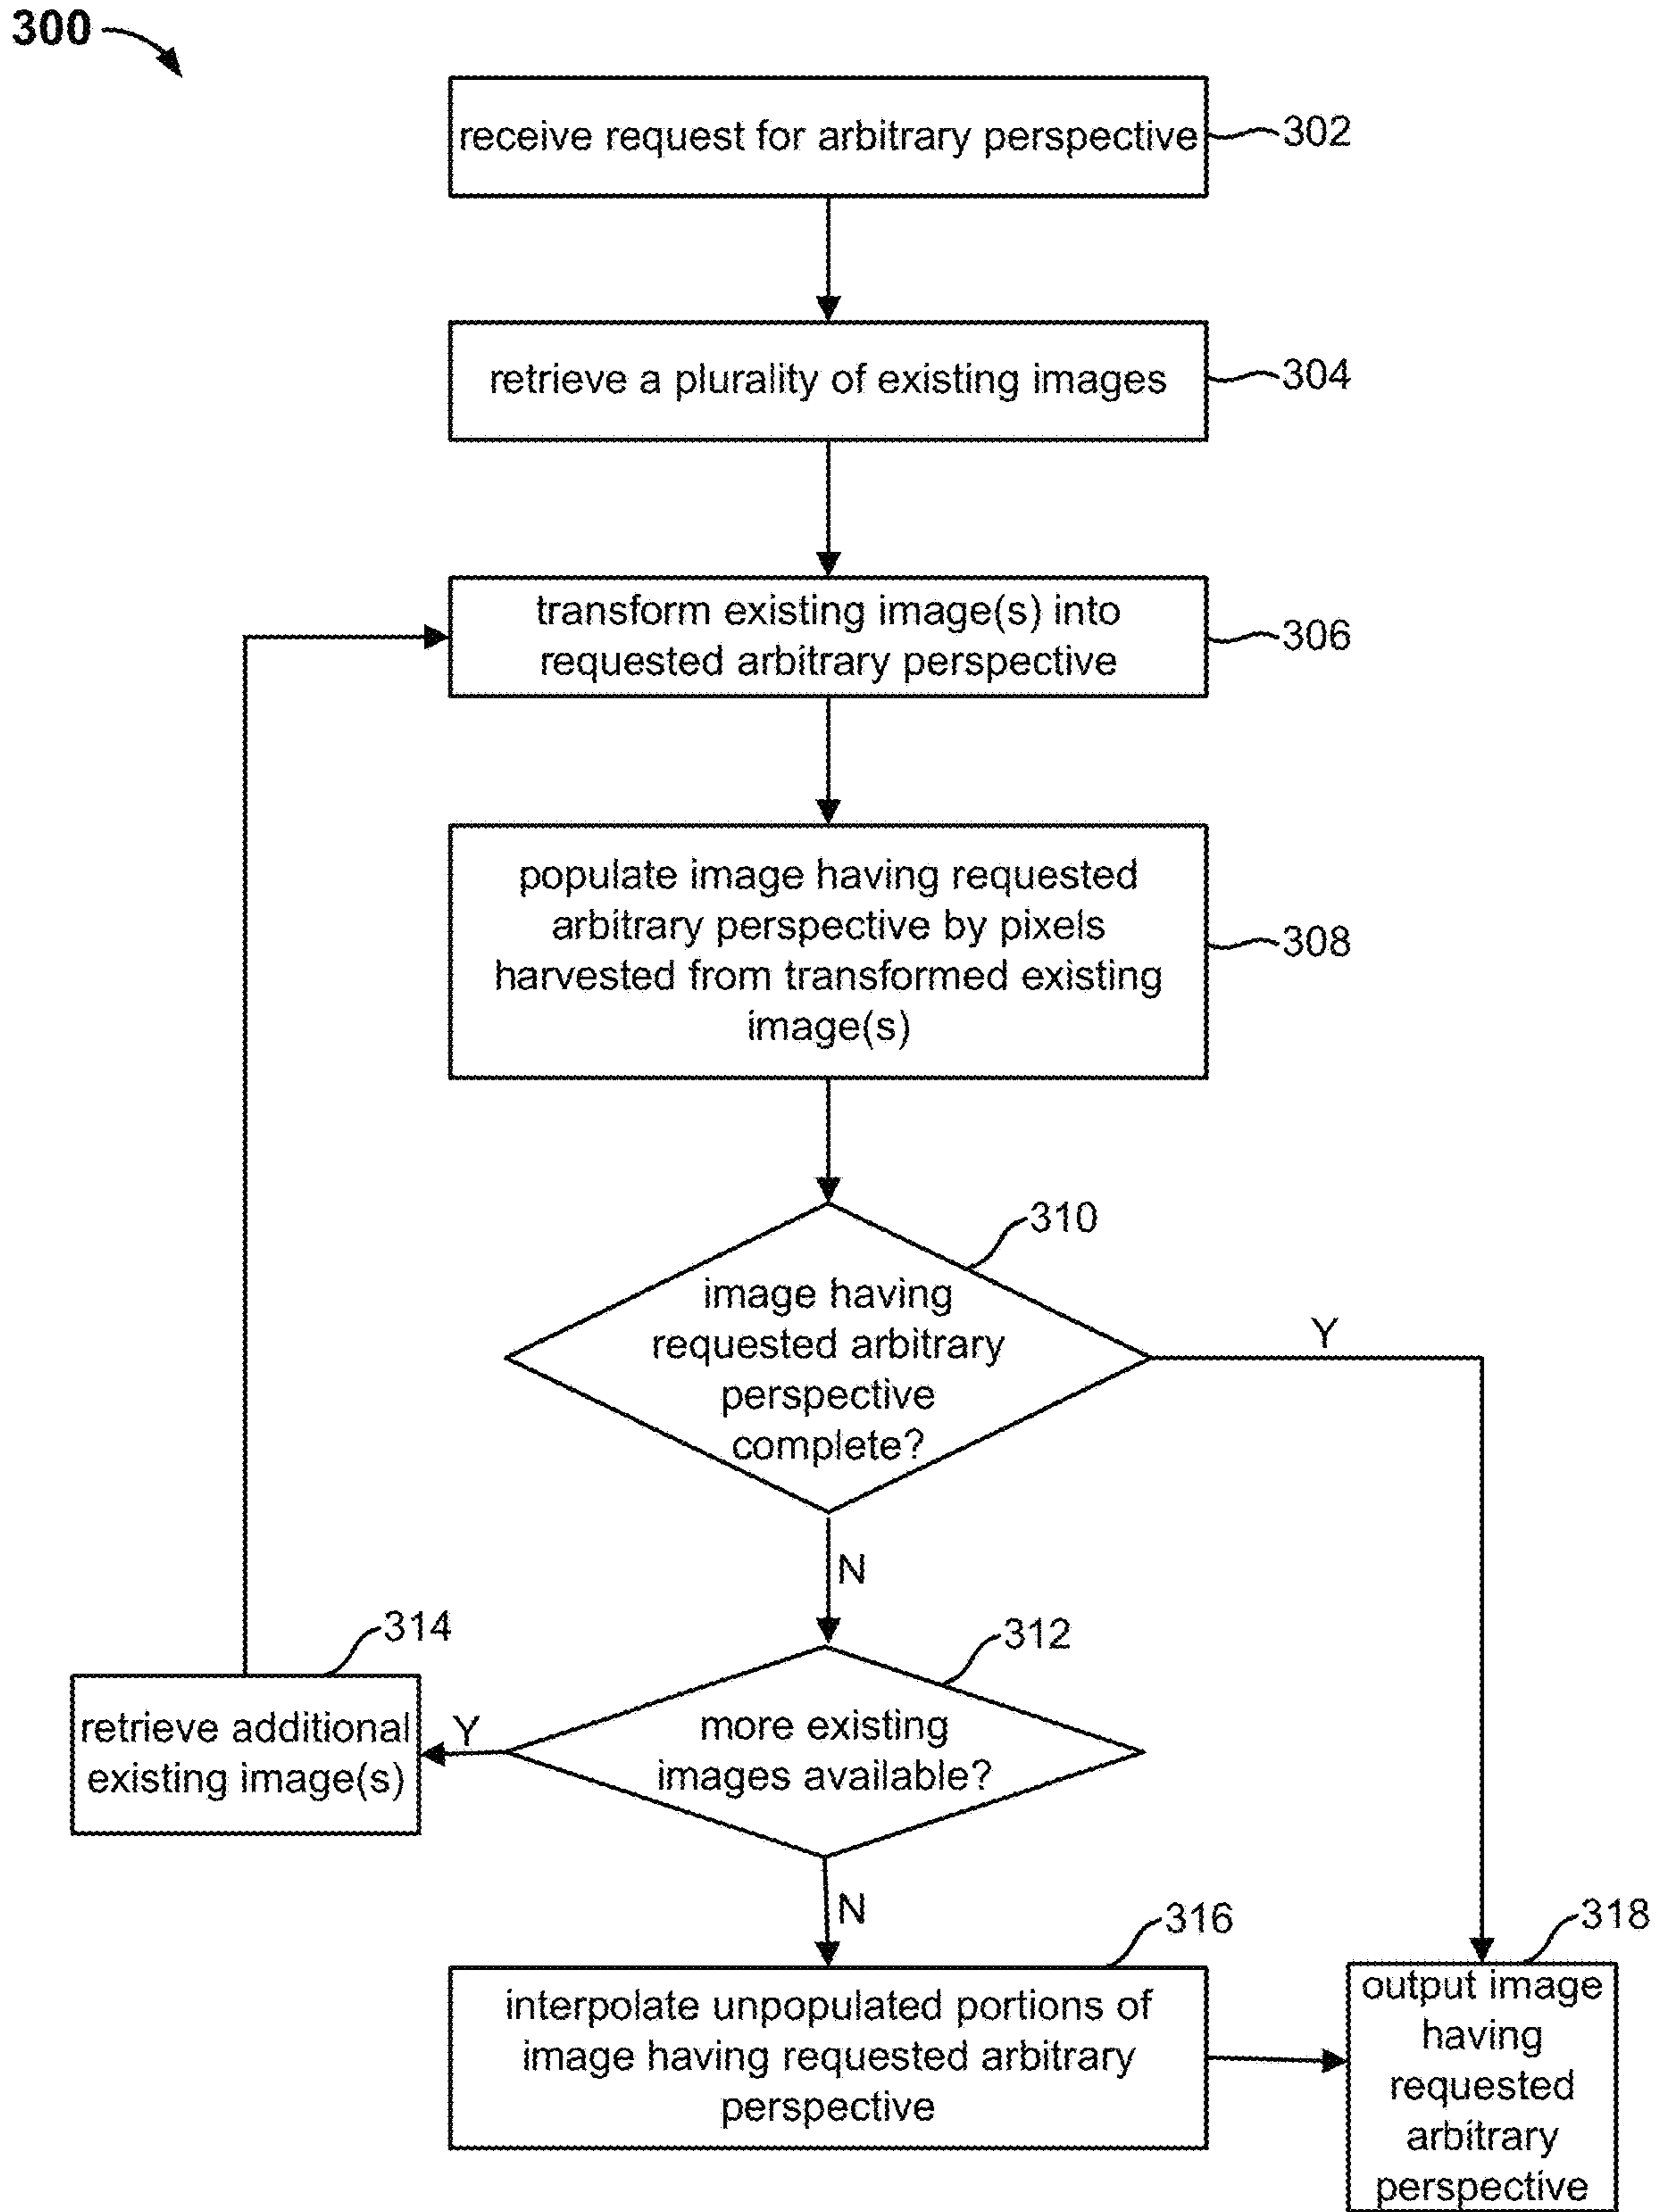 300
receive request for arbitrary perspective
302
retrieve a plurality of existing images
304
transform existing image(s) into
requested arbitrary perspective
306
populate image having requested
arbitrary perspective by pixels
harvested from transformed existing
image(s)
308
310
image having
requested arbitrary
perspective
complete?
Y
N
314
312
retrieve additional
existing image(s)
Y
more existing
images available?
N
316
318
interpolate unpopulated portions of
image having requested arbitrary
perspective
output image
having
requested
arbitrary
perspective